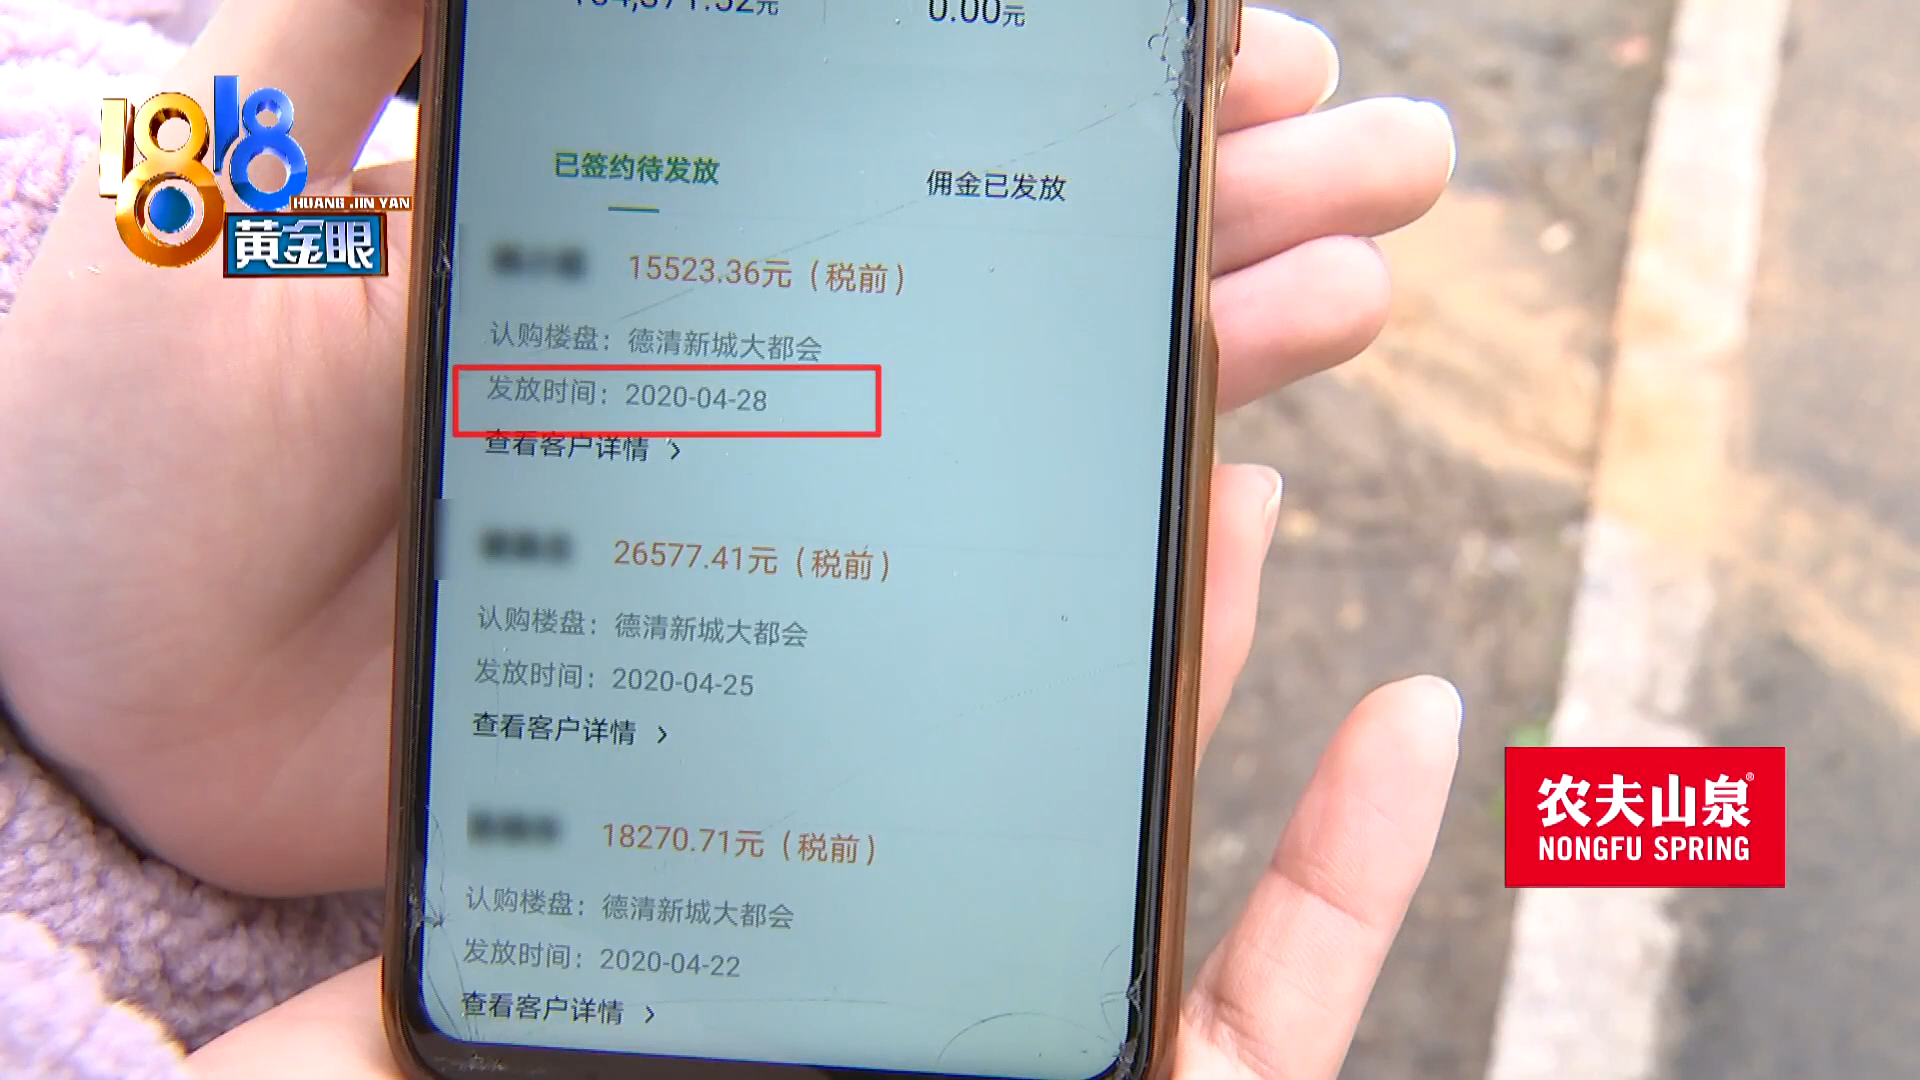 0.00元
1818
HUANG JIN YAN
黄金眼
已签约待发放
佣金已发放
15523.36元（税前）
认购楼盘：德清新城大都会
发放时间：2020-04-28
查看客户详情 >
26577.41元（税前）
认购楼盘：德清新城大都会
发放时间：2020-04-25
查看客户详情 >
18270.71元（税前）
认购楼盘：德清新城大都会
发放时间：2020-04-22
查看客户详情 >
农夫山泉®
NONGFU SPRING